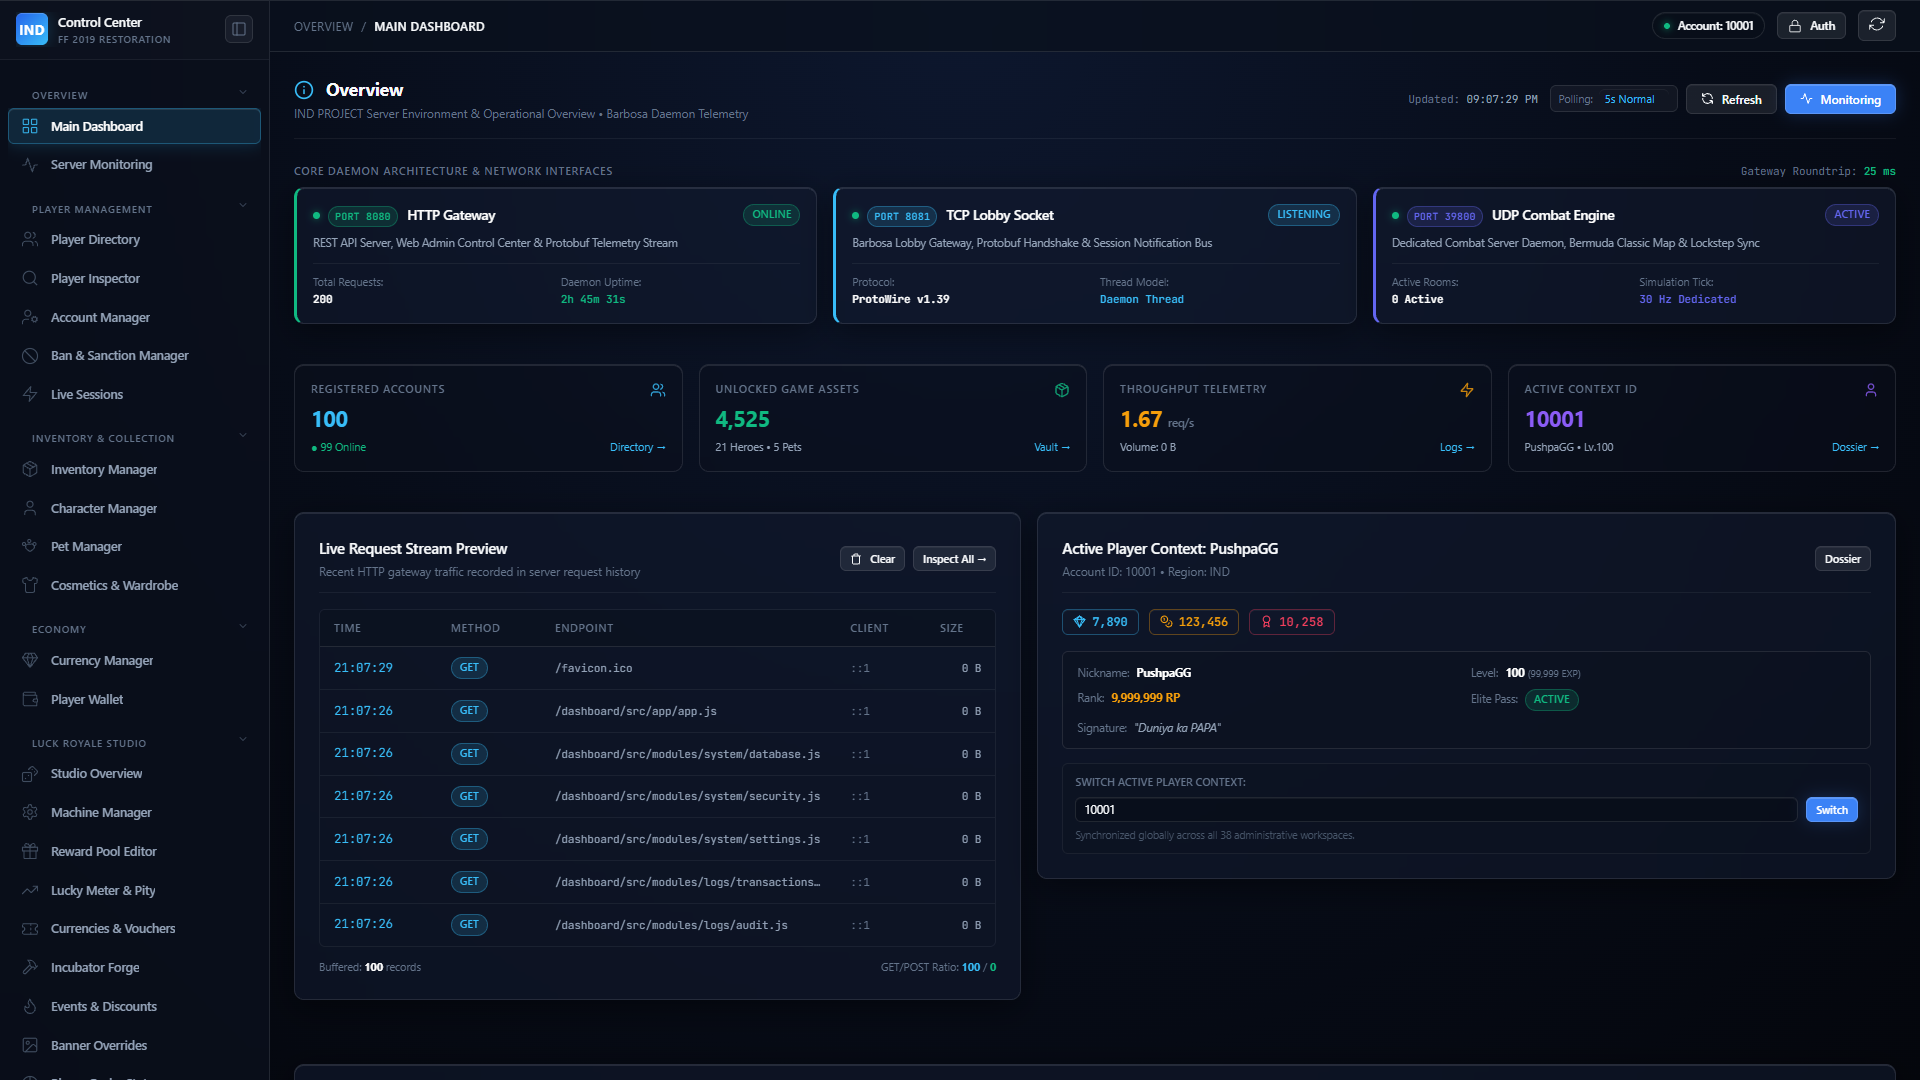 IND
Control Center
FF 2019 RESTORATION
OVERVIEW
Main Dashboard
Server Monitoring
PLAYER MANAGEMENT
Player Directory
Player Inspector
Account Manager
Ban & Sanction Manager
Live Sessions
INVENTORY & COLLECTION
Inventory Manager
Character Manager
Pet Manager
Cosmetics & Wardrobe
ECONOMY
Currency Manager
Player Wallet
LUCK ROYALE STUDIO
Studio Overview
Machine Manager
Reward Pool Editor
Lucky Meter & Pity
Currencies & Vouchers
Incubator Forge
Events & Discounts
Banner Overrides
OVERVIEW / MAIN DASHBOARD
Account: 10001
Auth
Overview
IND PROJECT Server Environment & Operational Overview • Barbosa Daemon Telemetry
Updated: 09:07:29 PM
Polling: 5s Normal
Refresh
Monitoring
CORE DAEMON ARCHITECTURE & NETWORK INTERFACES
Gateway Roundtrip: 25 ms
PORT 8080 HTTP Gateway ONLINE
REST API Server, Web Admin Control Center & Protobuf Telemetry Stream
Total Requests: Daemon Uptime:
200 2h 45m 31s
PORT 8081 TCP Lobby Socket LISTENING
Barbosa Lobby Gateway, Protobuf Handshake & Session Notification Bus
Protocol: Thread Model:
ProtoWire v1.39 Daemon Thread
PORT 39800 UDP Combat Engine ACTIVE
Dedicated Combat Server Daemon, Bermuda Classic Map & Lockstep Sync
Active Rooms: Simulation Tick:
0 Active 30 Hz Dedicated
REGISTERED ACCOUNTS
100
99 Online Directory →
UNLOCKED GAME ASSETS
4,525
21 Heroes • 5 Pets Vault →
THROUGHPUT TELEMETRY
1.67 req/s
Volume: 0 B Logs →
ACTIVE CONTEXT ID
10001
PushpaGG • Lv.100 Dossier →
Live Request Stream Preview
Recent HTTP gateway traffic recorded in server request history
Clear
Inspect All →
TIME METHOD ENDPOINT CLIENT SIZE
21:07:29 GET /favicon.ico ::1 0 B
21:07:26 GET /dashboard/src/app/app.js ::1 0 B
21:07:26 GET /dashboard/src/modules/system/database.js ::1 0 B
21:07:26 GET /dashboard/src/modules/system/security.js ::1 0 B
21:07:26 GET /dashboard/src/modules/system/settings.js ::1 0 B
21:07:26 GET /dashboard/src/modules/logs/transactions… ::1 0 B
21:07:26 GET /dashboard/src/modules/logs/audit.js ::1 0 B
Buffered: 100 records
GET/POST Ratio: 100 / 0
Active Player Context: PushpaGG
Account ID: 10001 • Region: IND
Dossier
7,890
123,456
10,258
Nickname: PushpaGG
Level: 100 (99,999 EXP)
Rank: 9,999,999 RP
Elite Pass: ACTIVE
Signature: "Duniya ka PAPA"
SWITCH ACTIVE PLAYER CONTEXT:
10001
Switch
Synchronized globally across all 38 administrative workspaces.